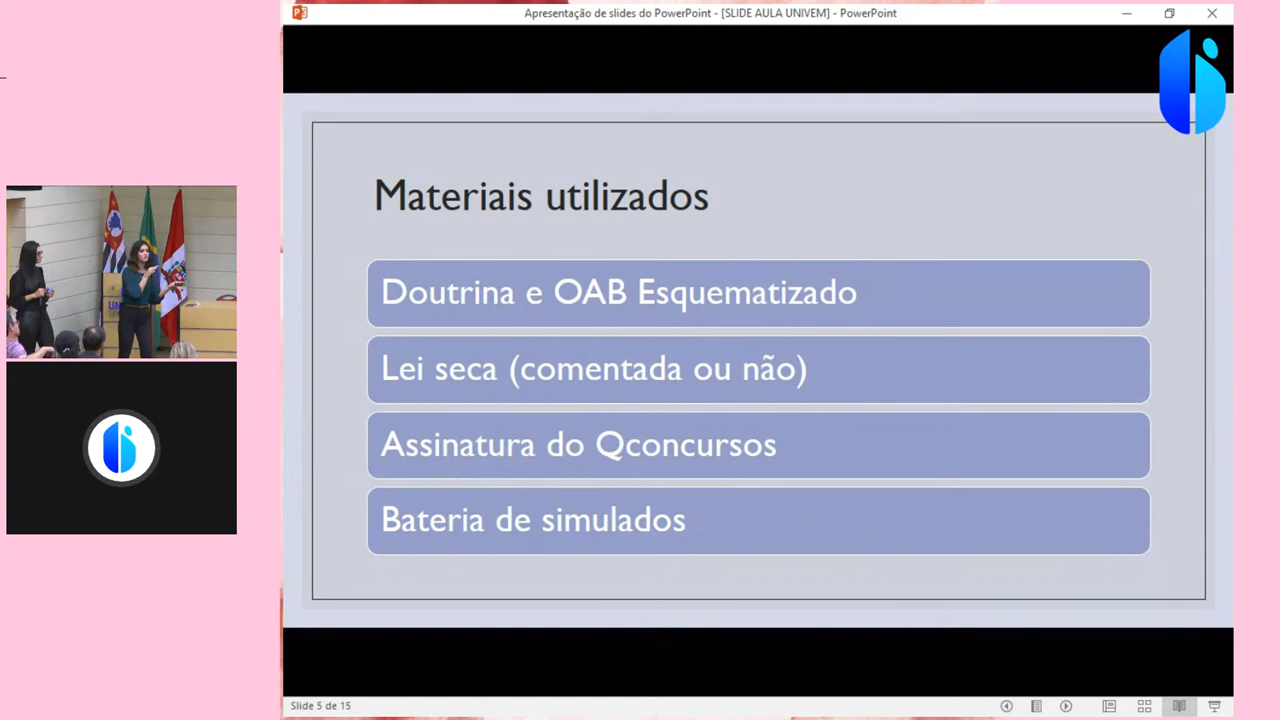 Apresentação de slides do PowerPoint - [SLIDE AULA UNIVEM] - PowerPoint
Materiais utilizados
Doutrina e OAB Esquematizado
Lei seca (comentada ou não)
Assinatura do Qconcursos
Bateria de simulados
Slide 5 de 15